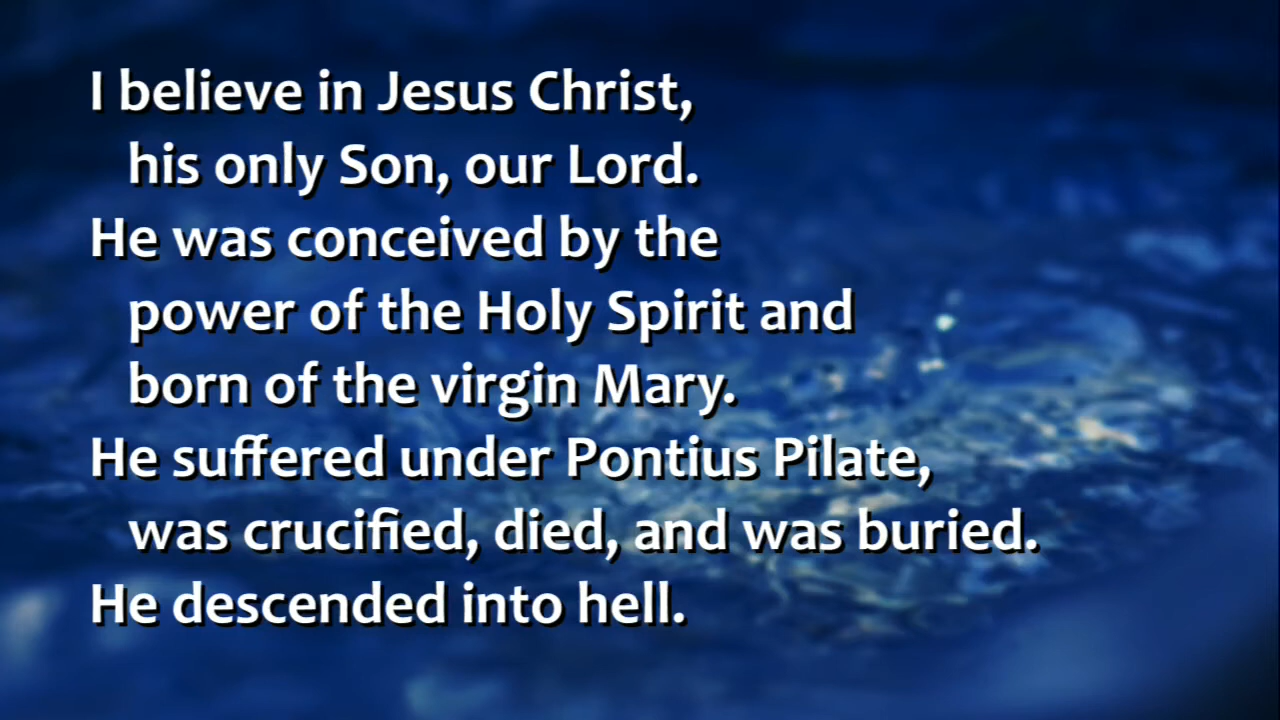 I believe in Jesus Christ,
his only Son, our Lord.
He was conceived by the
power of the Holy Spirit and
born of the virgin Mary.
He suffered under Pontius Pilate,
was crucified, died, and was buried.
He descended into hell.